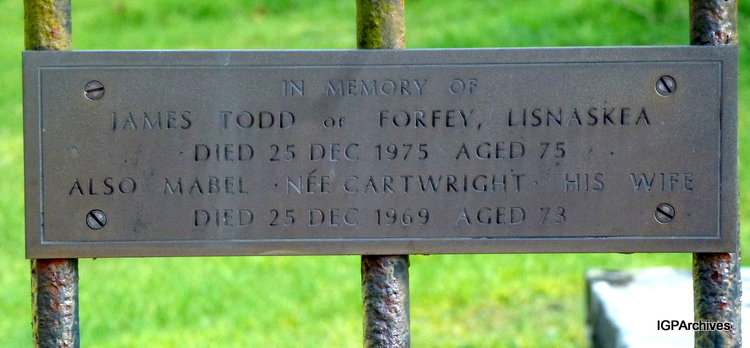 IN MEMORY OF
JAMES TODD OF FORFEY, LISNASKEA
DIED 25 DEC 1975 AGED 75
ALSO MABEL · NÉE CARTWRIGHT · HIS WIFE
DIED 25 DEC 1969 AGED 73
IGPArchives